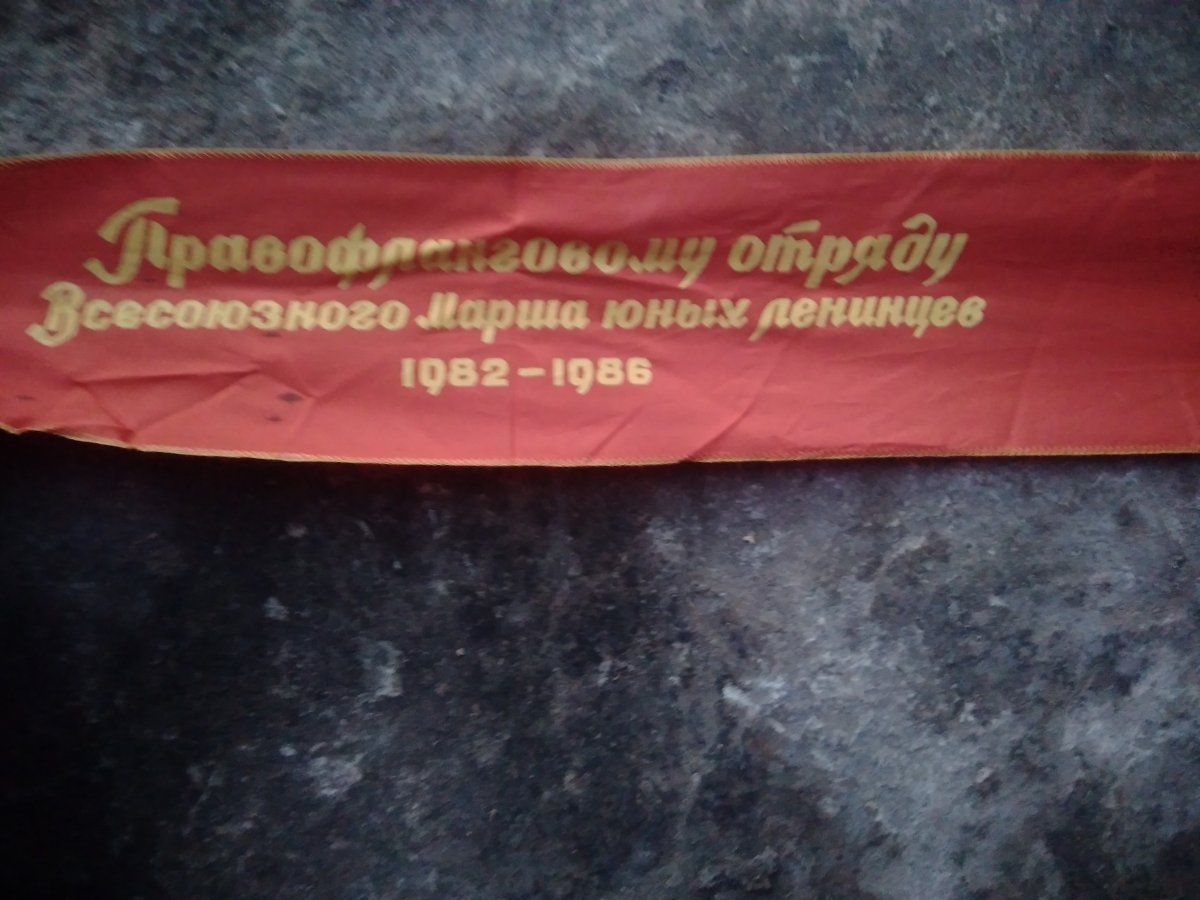 Правофланговому отряду
Всесоюзного Марша юных ленинцев
1982-1986